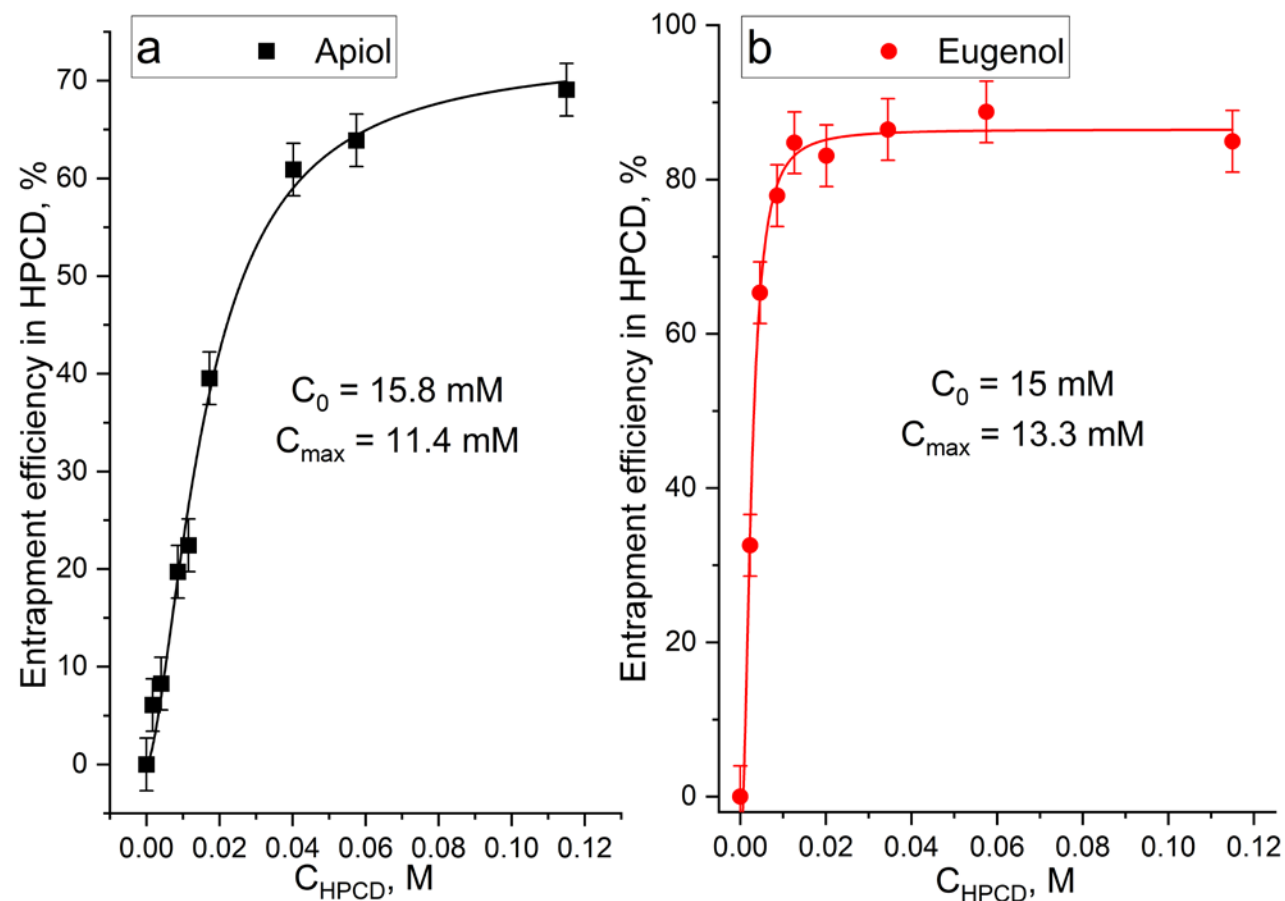 a
Apiol
Entrapment efficiency in HPCD, %
70
60
50
40
30
20
10
0
C₀ = 15.8 mM
Cₘₐₓ = 11.4 mM
0.00 0.02 0.04 0.06 0.08 0.10 0.12
C_HPCD, M
b
Eugenol
Entrapment efficiency in HPCD, %
100
80
60
40
20
0
C₀ = 15 mM
Cₘₐₓ = 13.3 mM
0.00 0.02 0.04 0.06 0.08 0.10 0.12
C_HPCD, M